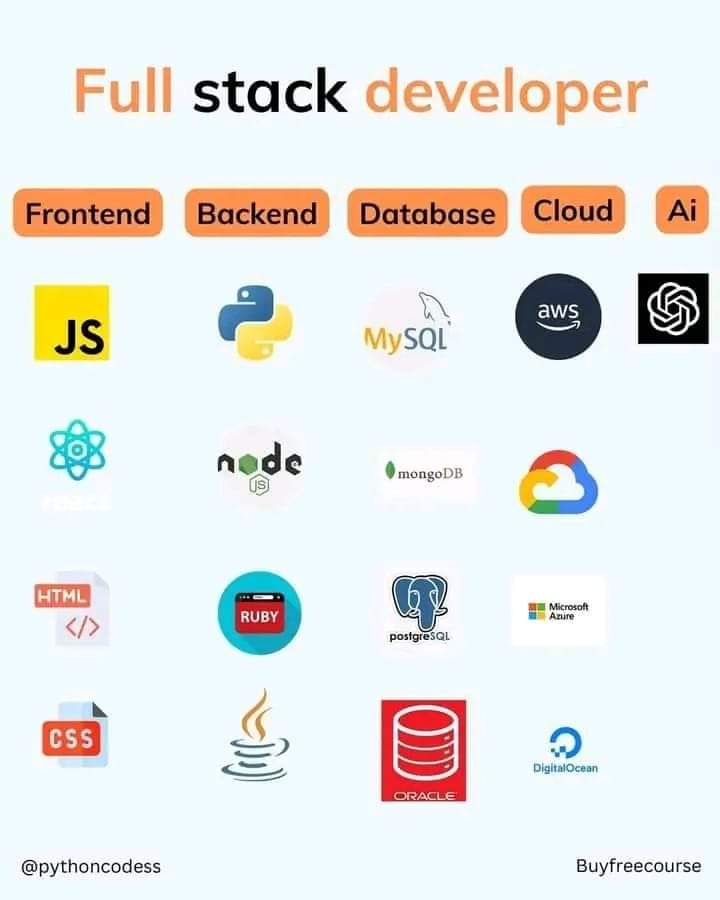 Full stack developer
Frontend
Backend
Database
Cloud
Ai
JS
MySQL
aws
node
JS
mongoDB
HTML
</>
RUBY
postgreSQL
Microsoft
Azure
CSS
ORACLE
DigitalOcean
@pythoncodess
Buyfreecourse